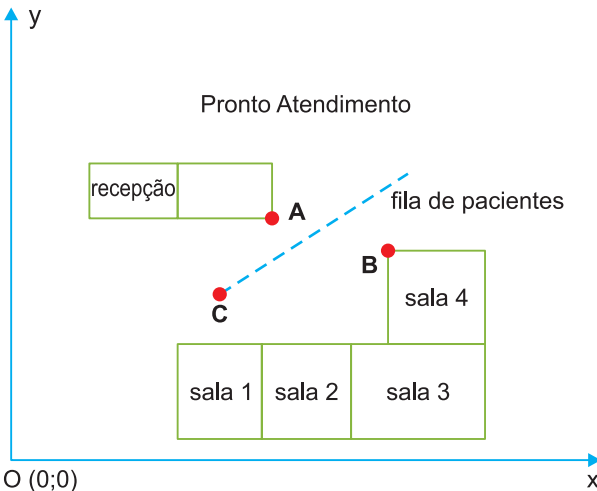 y
Pronto Atendimento
recepção
A
fila de pacientes
B
sala 4
C
sala 1 sala 2 sala 3
O (0;0) x